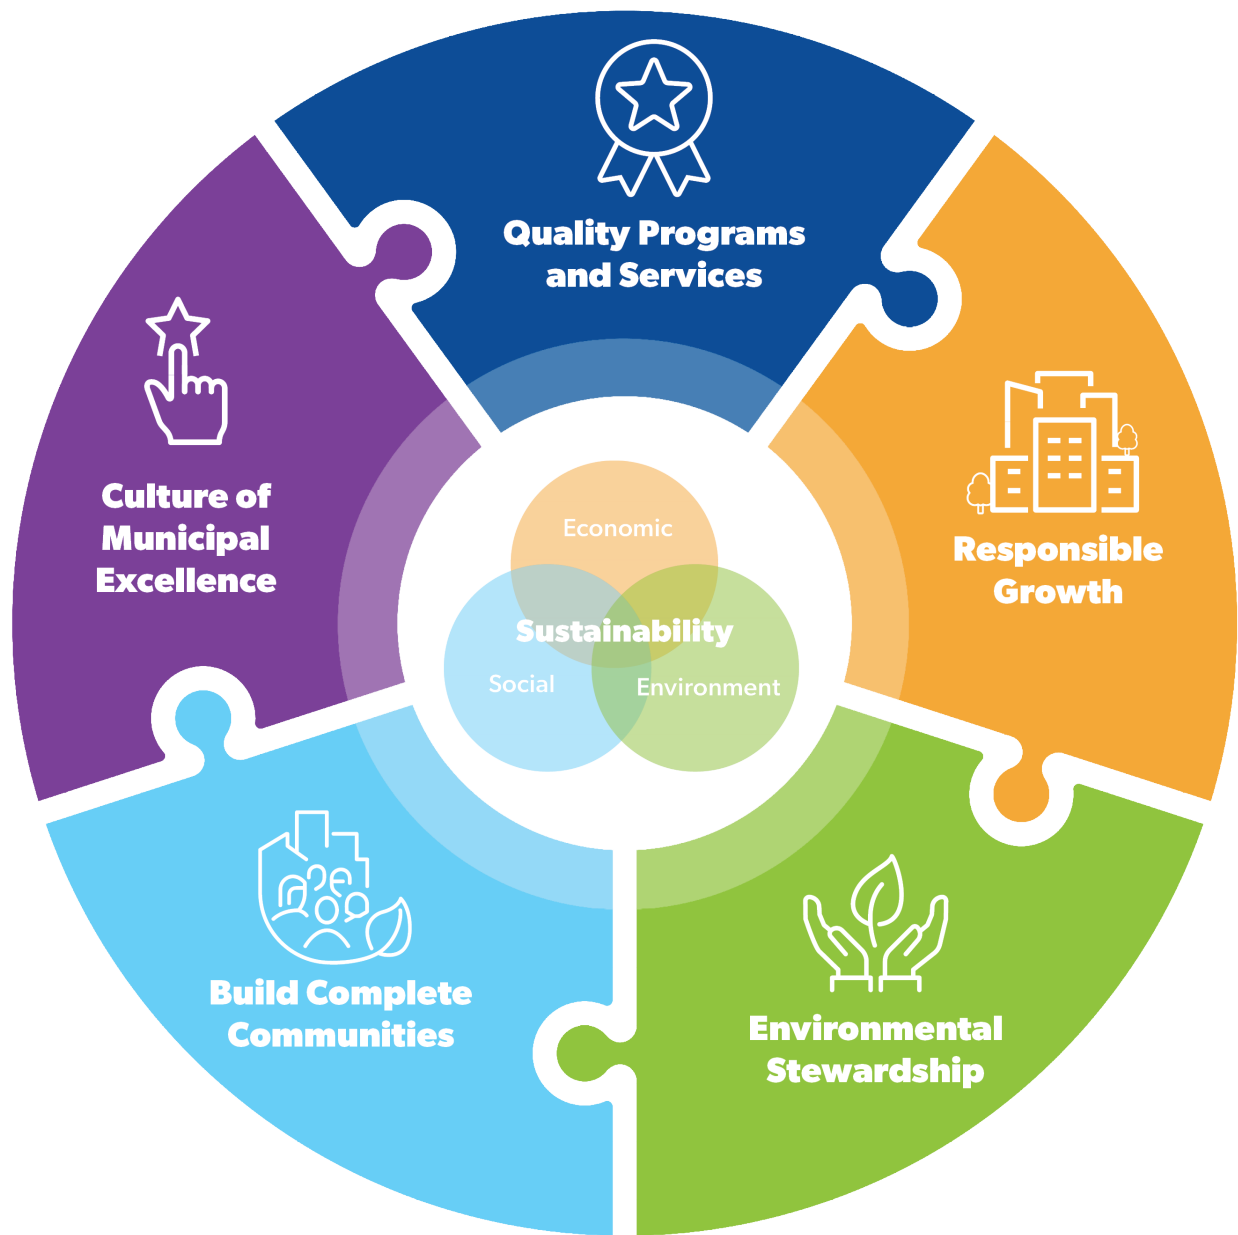 Quality Programs
and Services
Responsible
Growth
Environmental
Stewardship
Build Complete
Communities
Culture of
Municipal
Excellence
Economic
Sustainability
Social
Environment